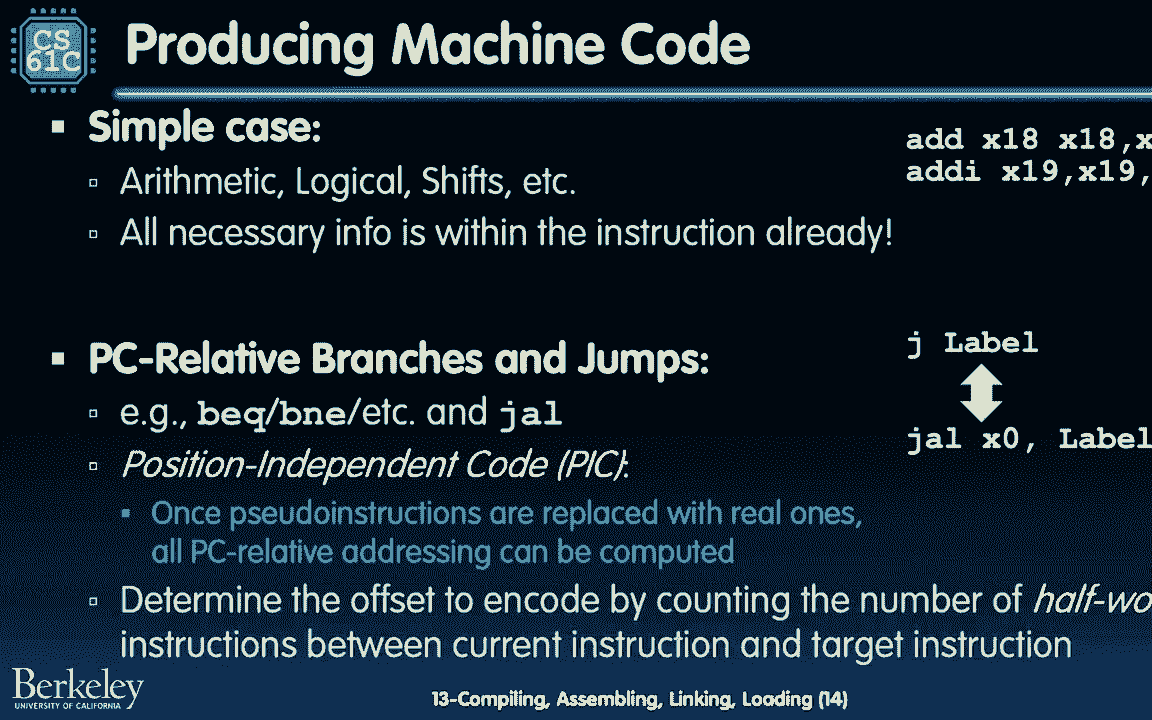 CS
61C
Producing Machine Code
Simple case:
Arithmetic, Logical, Shifts, etc.
All necessary info is within the instruction already!
add x18 x18,x
addi x19,x19,
PC-Relative Branches and Jumps:
e.g., beq/bne/etc. and jal
Position-Independent Code (PIC):
Once pseudoinstructions are replaced with real ones,
all PC-relative addressing can be computed
j Label
jal x0, Label
Determine the offset to encode by counting the number of half-wo
instructions between current instruction and target instruction
Berkeley
UNIVERSITY OF CALIFORNIA
13-Compiling, Assembling, Linking, Loading (14)